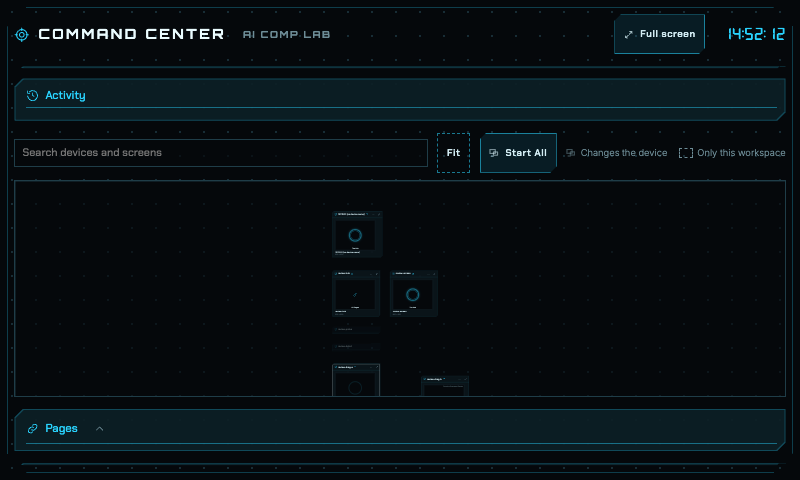 COMMAND CENTER
AI COMP LAB
Full screen
14:52:12
Activity
Search devices and screens
Fit
Start All
Changes the device
Only this workspace
Pages